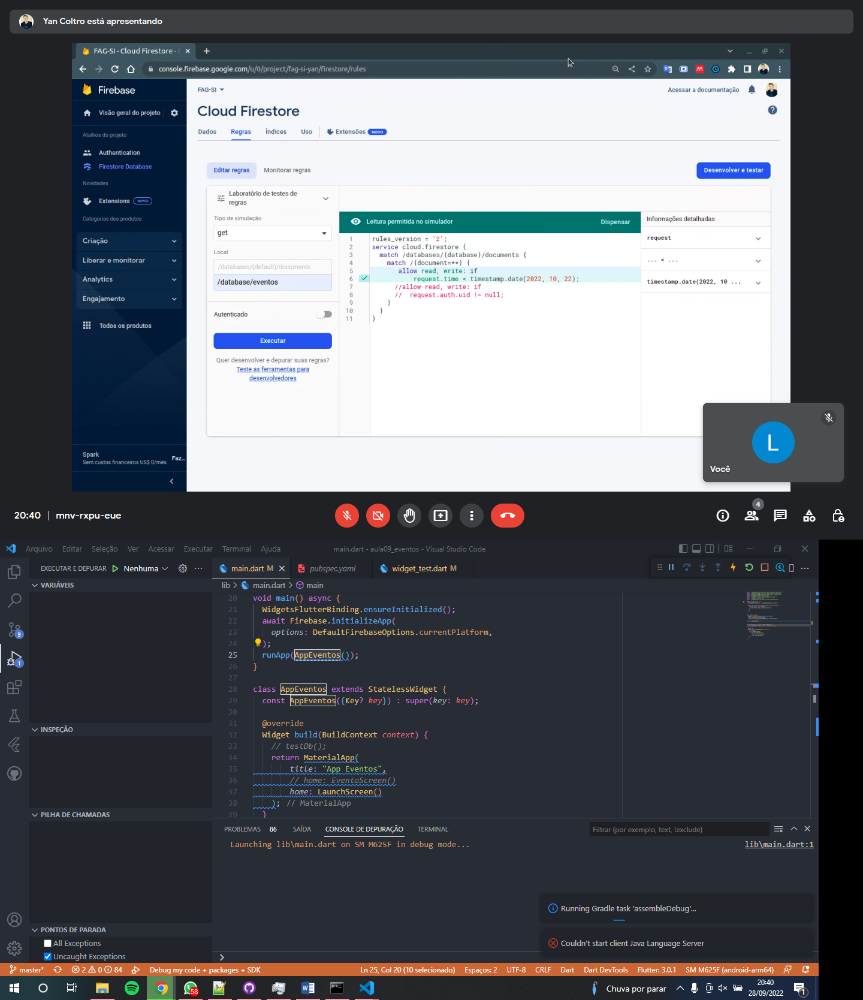 Yan Coltro está apresentando
FAG-SI - Cloud Firestore -
console.firebase.google.com/u/0/project/fag-si-yan/firestore/rules
Firebase
FAG-SI
Acessar a documentação
Visão geral do projeto
Cloud Firestore
Atalhos do projeto
Dados Regras Índices Uso Extensões NOVO
Authentication
Firestore Database
Novidades
Extensions NOVO
Categorias dos produtos
Criação
Liberar e monitorar
Analytics
Engajamento
Todos os produtos
Spark
Sem custos financeiros US$ 0/mês
Faz...
Editar regras Monitorar regras
Desenvolver e testar
Laboratório de testes de
regras
Tipo de simulação
get
Local
/databases/(default)/documents
/database/eventos
Autenticado
Executar
Quer desenvolver e depurar suas regras?
Teste as ferramentas para
desenvolvedores
Leitura permitida no simulador
Dispensar
1 rules_version = '2';
2 service cloud.firestore {
3 match /databases/{database}/documents {
4 match /{document=**} {
5 allow read, write: if
6 request.time < timestamp.date(2022, 10, 22);
7 //allow read, write: if
8 // request.auth.uid != null;
9 }
10 }
11 }
Informações detalhadas
request
... < ...
timestamp.date(2022, 10 ...
L
Você
20:40 | mnv-rxpu-eue
4
Arquivo Editar Seleção Ver Acessar Executar Terminal Ajuda
main.dart - aula09_eventos - Visual Studio Code
EXECUTAR E DEPURAR Nenhuma
main.dart M pubspec.yaml widget_test.dart M
VARIÁVEIS
lib > main.dart > main
20 void main() async {
21 WidgetsFlutterBinding.ensureInitialized();
22 await Firebase.initializeApp(
23 options: DefaultFirebaseOptions.currentPlatform,
24 );
25 runApp(AppEventos());
26 }
27
28 class AppEventos extends StatelessWidget {
29 const AppEventos({Key? key}) : super(key: key);
30
31 @override
32 Widget build(BuildContext context) {
33 // testDb();
34 return MaterialApp(
35 title: "App Eventos",
36 // home: EventoScreen()
37 home: LaunchScreen()
38 ); // MaterialApp
39 }
9
1
INSPEÇÃO
PILHA DE CHAMADAS
PONTOS DE PARADA
All Exceptions
Uncaught Exceptions
PROBLEMAS 86 SAÍDA CONSOLE DE DEPURAÇÃO TERMINAL
Filtrar (por exemplo, text, !exclude)
Launching lib\main.dart on SM M625F in debug mode...
lib\main.dart:1
Running Gradle task 'assembleDebug'...
Couldn't start client Java Language Server
master* 2 0 84 Debug my code + packages + SDK
Ln 25, Col 20 (10 selecionado) Espaços: 2 UTF-8 CRLF Dart Dart DevTools Flutter: 3.0.1 SM M625F (android-arm64)
58
Chuva por parar
20:40
28/09/2022
1